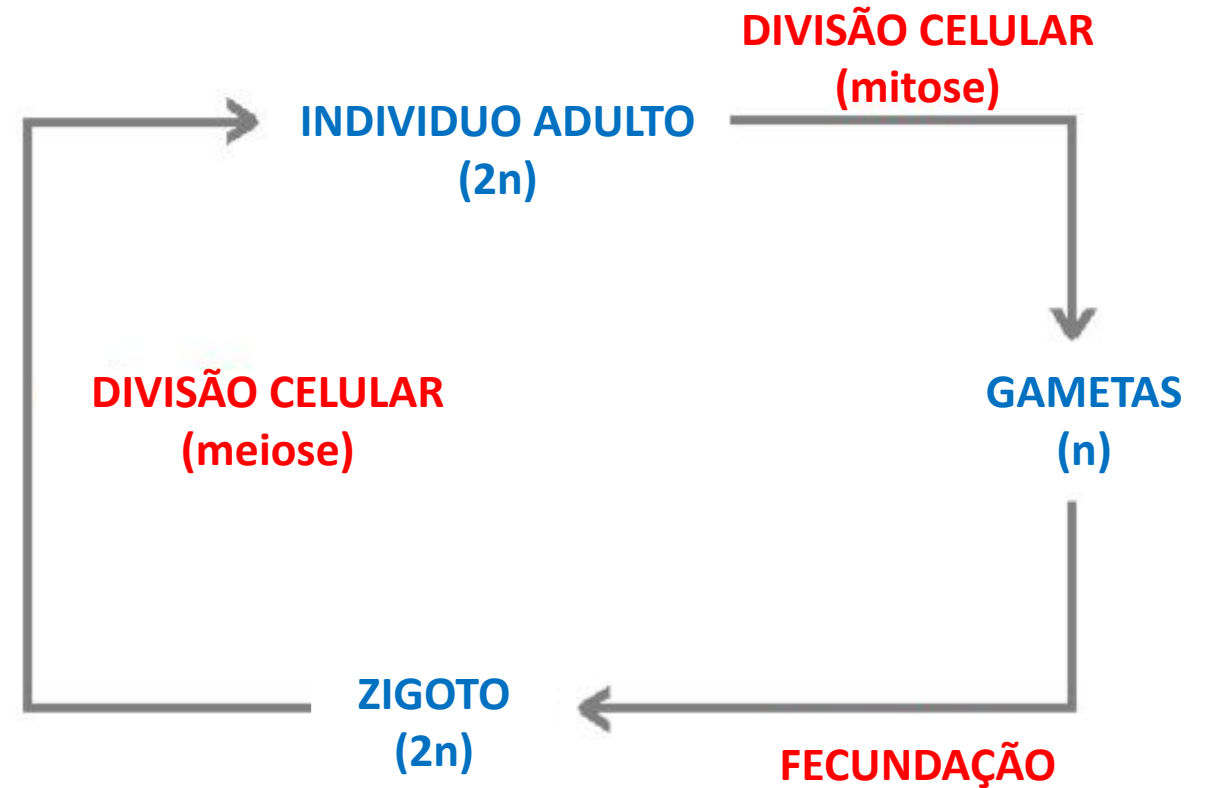 DIVISÃO CELULAR
(mitose)
INDIVIDUO ADULTO
(2n)
DIVISÃO CELULAR
(meiose)
GAMETAS
(n)
ZIGOTO
(2n)
FECUNDAÇÃO